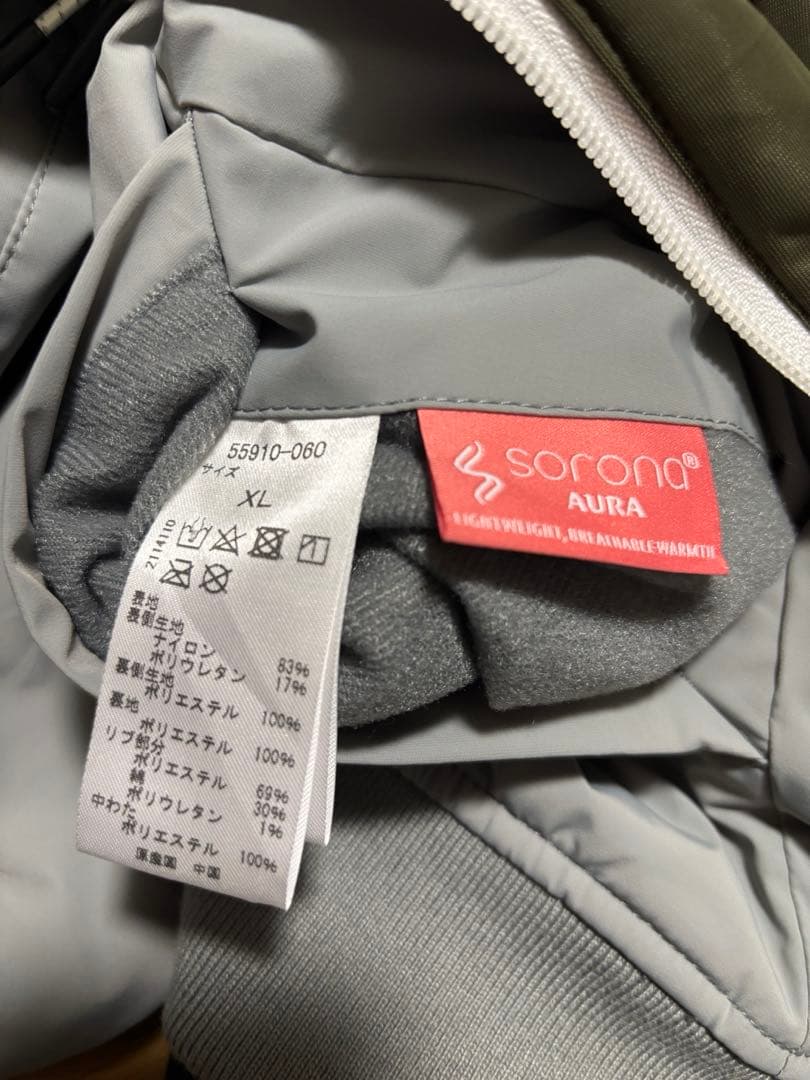 55910-060
サイズ
XL
2114110
表地
表側生地
ナイロン 83%
ポリウレタン 17%
裏側生地
ポリエステル 100%
裏地
ポリエステル 100%
リブ部分
ポリエステル 69%
綿 30%
ポリウレタン 1%
中わた
ポリエステル 100%
原産国 中国
sorona®
AURA
LIGHTWEIGHT, BREATHABLE WARMTH